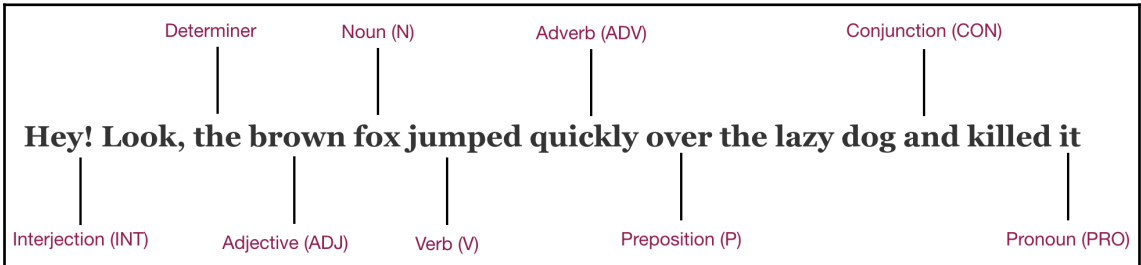 Determiner Noun (N) Adverb (ADV) Conjunction (CON)
Hey! Look, the brown fox jumped quickly over the lazy dog and killed it
Interjection (INT) Adjective (ADJ) Verb (V) Preposition (P) Pronoun (PRO)